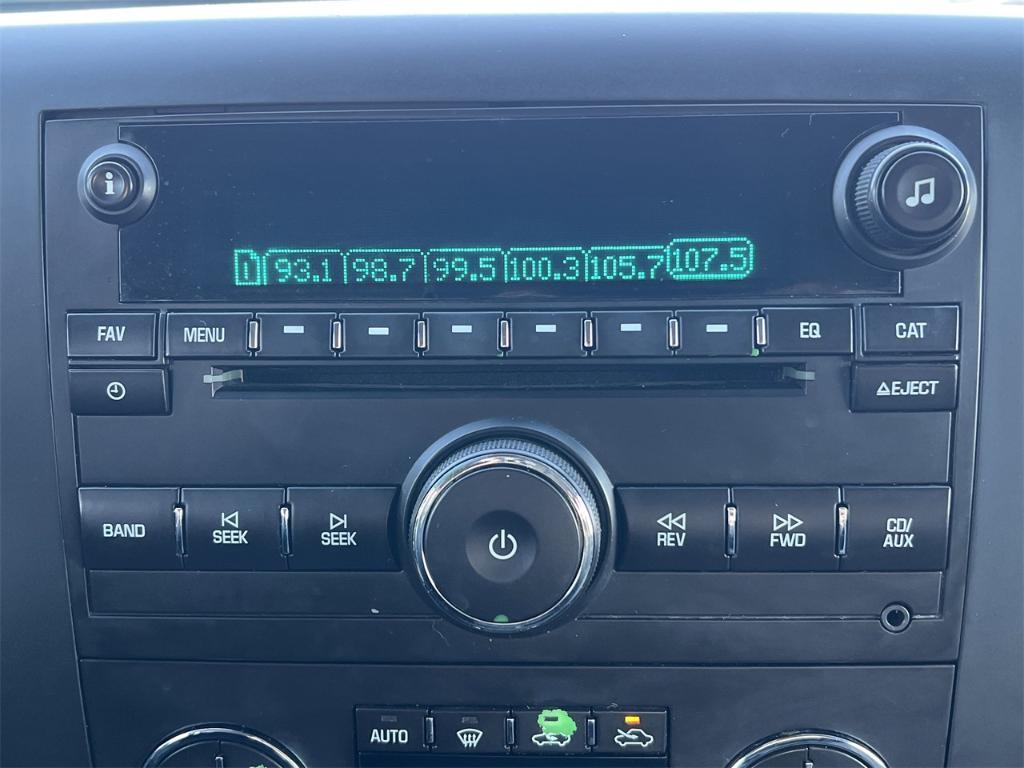 i
1 93.1 98.7 99.5 100.3 105.7 107.5
FAV MENU EQ CAT
EJECT
BAND SEEK SEEK REV FWD CD/
AUX
AUTO